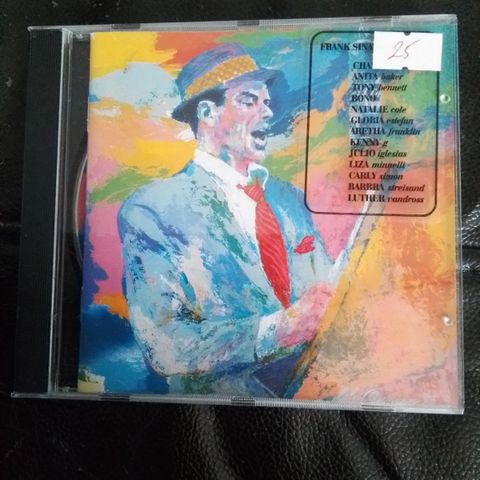 FRANK SINA
25
CHA
ANITA baker
TONY bennett
BONO
NATALIE cole
GLORIA estefan
ARETHA franklin
KENNY g
JULIO iglesias
LIZA minnelli
CARLY simon
BARBRA streisand
LUTHER vandross